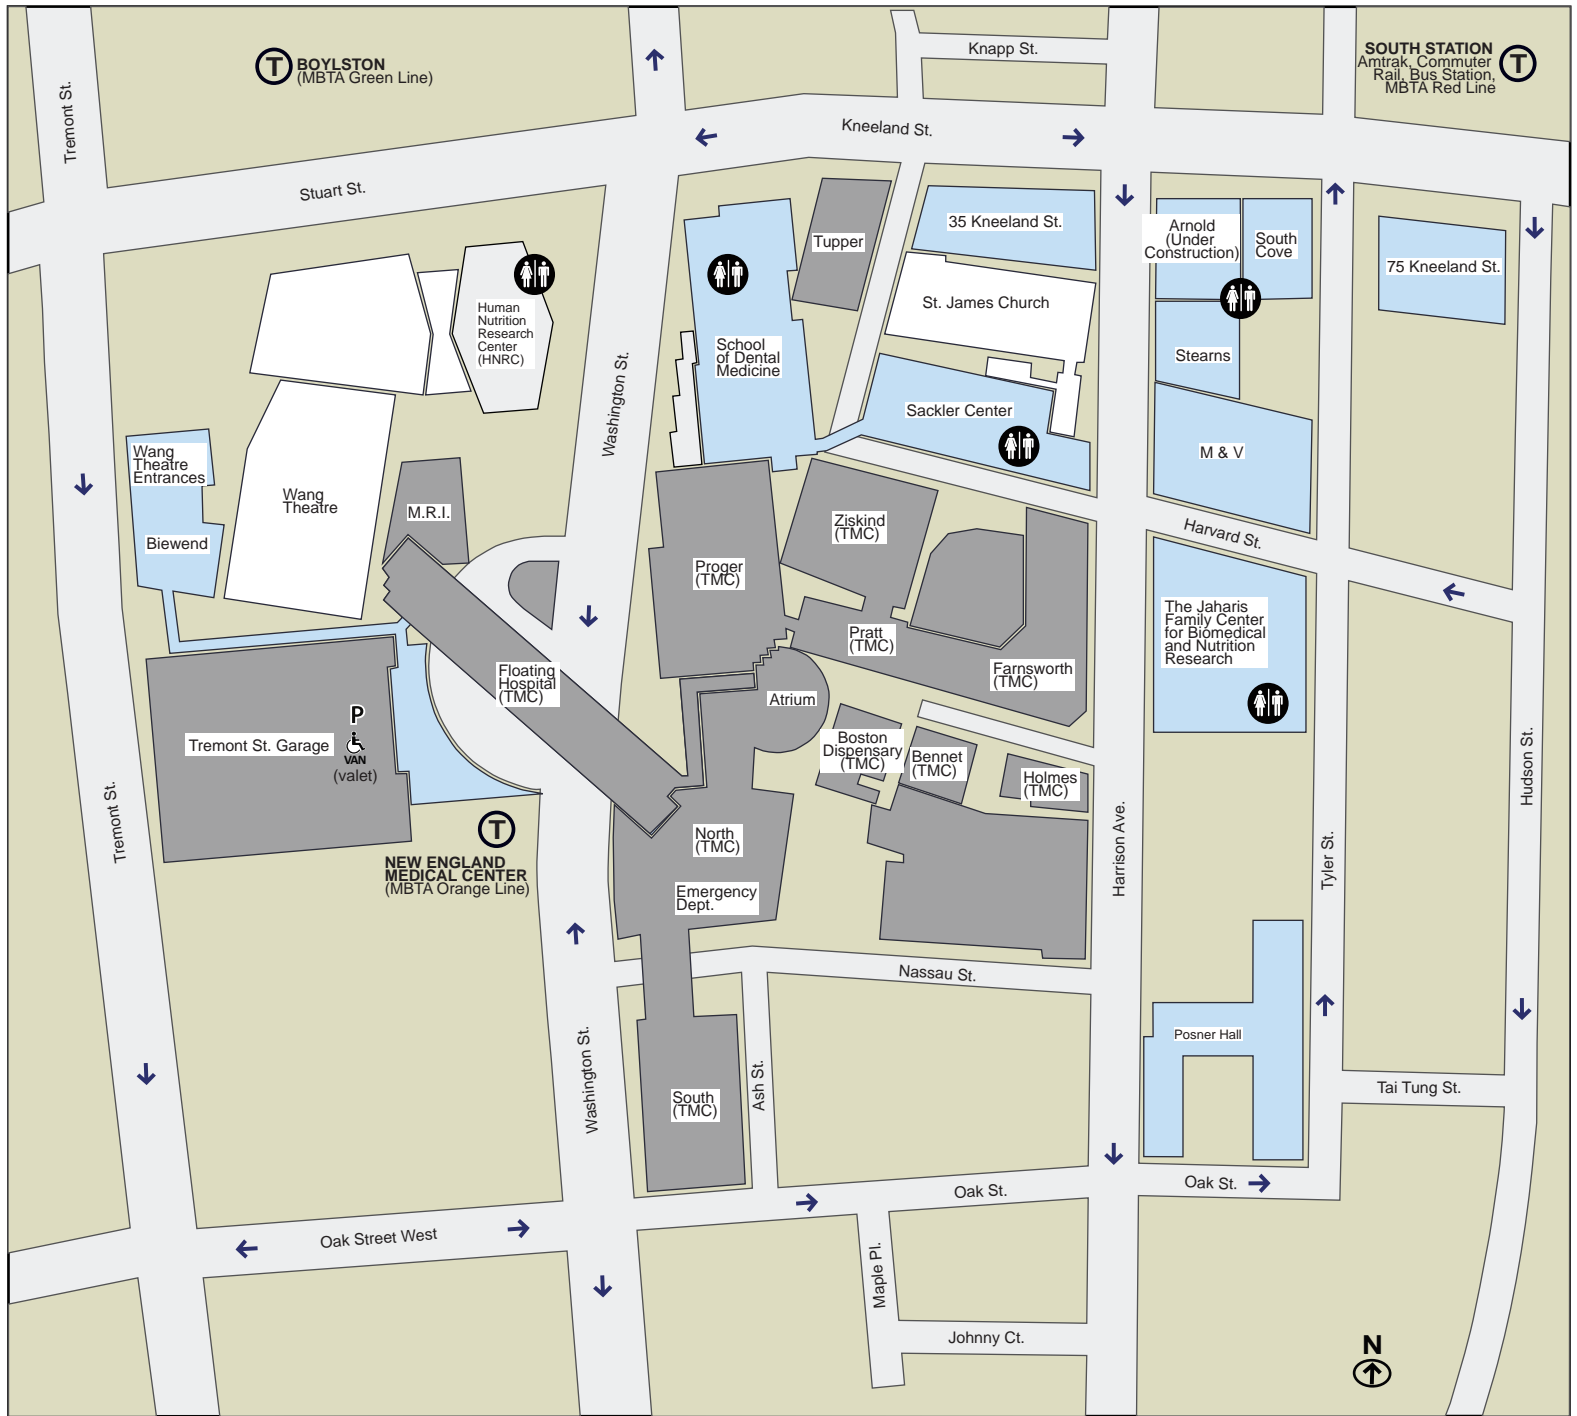 BOYLSTON
(MBTA Green Line)
Knapp St.
SOUTH STATION
Amtrak, Commuter
Rail, Bus Station,
MBTA Red Line
T
T
Tremont St.
Kneeland St.
Stuart St.
Tupper
35 Kneeland St.
Arnold
(Under
Construction)
South
Cove
75 Kneeland St.
St. James Church
Human
Nutrition
Research
Center
(HNRC)
School
of Dental
Medicine
Stearns
Washington St.
Sackler Center
M & V
Wang
Theatre
Entrances
Wang
Theatre
M.R.I.
Biewend
Ziskind
(TMC)
Harvard St.
Proger
(TMC)
The Jaharis
Family Center
for Biomedical
and Nutrition
Research
Pratt
(TMC)
Farnsworth
(TMC)
Floating
Hospital
(TMC)
Atrium
P
VAN
(valet)
Tremont St. Garage
Boston
Dispensary
(TMC)
Bennet
(TMC)
Holmes
(TMC)
Hudson St.
Tremont St.
T
NEW ENGLAND
MEDICAL CENTER
(MBTA Orange Line)
North
(TMC)
Emergency
Dept.
Harrison Ave.
Tyler St.
Nassau St.
Posner Hall
Washington St.
Ash St.
South
(TMC)
Tai Tung St.
Oak St.
Oak St.
Oak Street West
Maple Pl.
Johnny Ct.
N